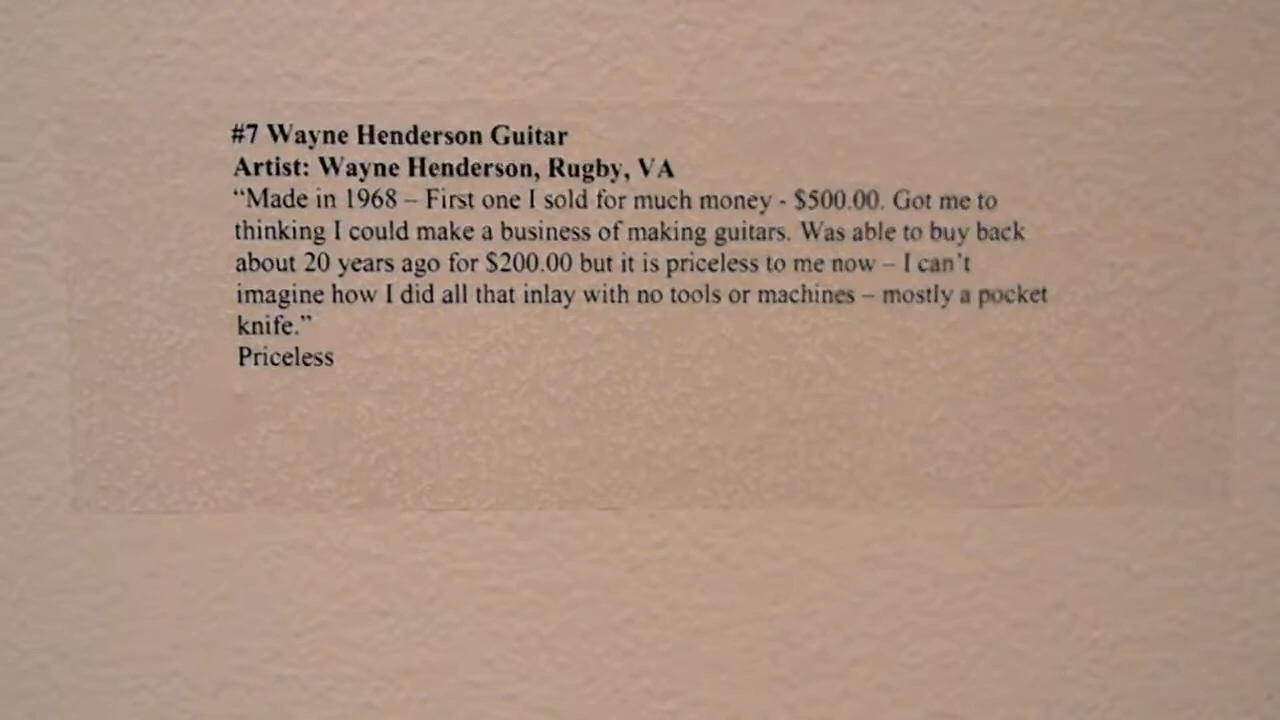 #7 Wayne Henderson Guitar
Artist: Wayne Henderson, Rugby, VA
“Made in 1968 – First one I sold for much money - $500.00. Got me to
thinking I could make a business of making guitars. Was able to buy back
about 20 years ago for $200.00 but it is priceless to me now – I can’t
imagine how I did all that inlay with no tools or machines – mostly a pocket
knife.”
Priceless